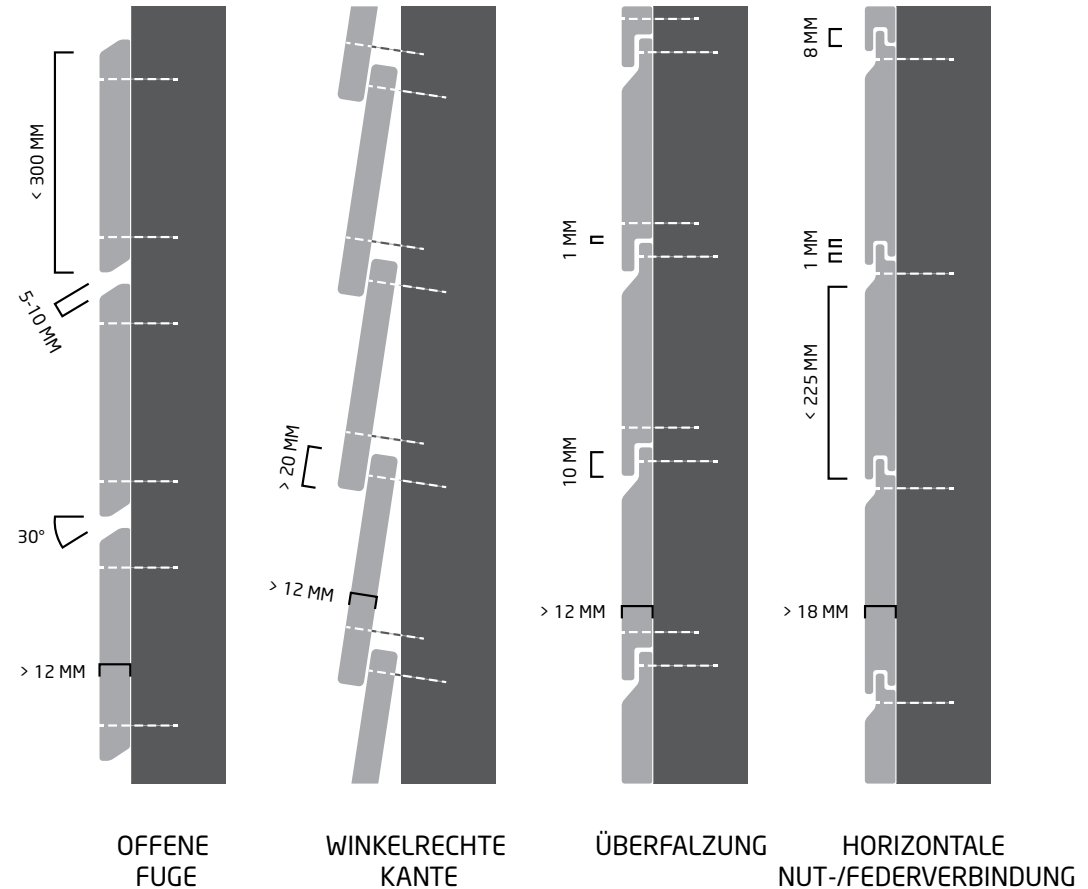 < 300 MM
5-10 MM
30°
> 12 MM
OFFENE
FUGE
> 20 MM
> 12 MM
WINKELRECHTE
KANTE
1 MM
10 MM
> 12 MM
ÜBERFALZUNG
8 MM
1 MM
< 225 MM
> 18 MM
HORIZONTALE
NUT-/FEDERVERBINDUNG